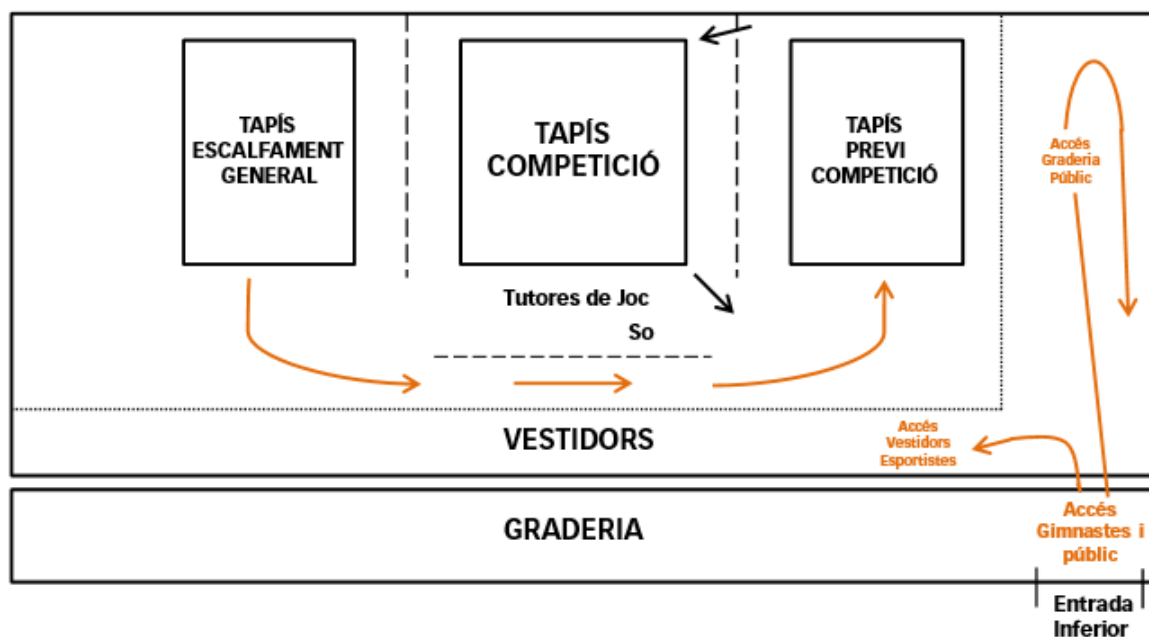 TAPÍS
ESCALFAMENT
GENERAL
TAPÍS
COMPETICIÓ
TAPÍS
PREVI
COMPETICIÓ
Accés
Graderia
Públic
Tutores de Joc
So
VESTIDORS
Accés
Vestidors
Esportistes
GRADERIA
Accés
Gimnastes i
públic
Entrada
Inferior